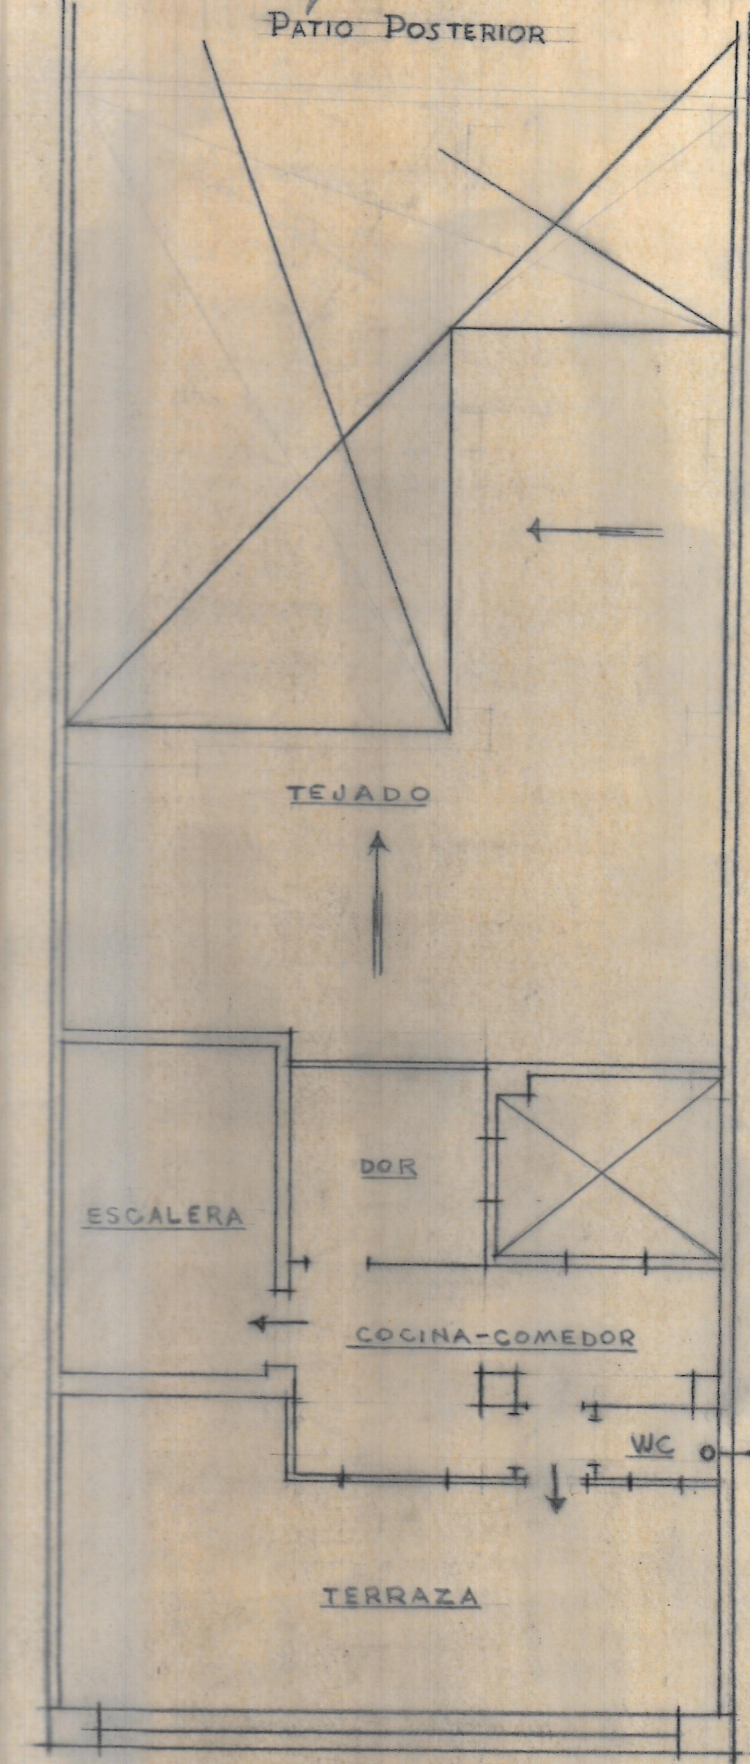 PATIO POSTERIOR
TEJADO
DOR
ESCALERA
COCINA-COMEDOR
WC
TERRAZA